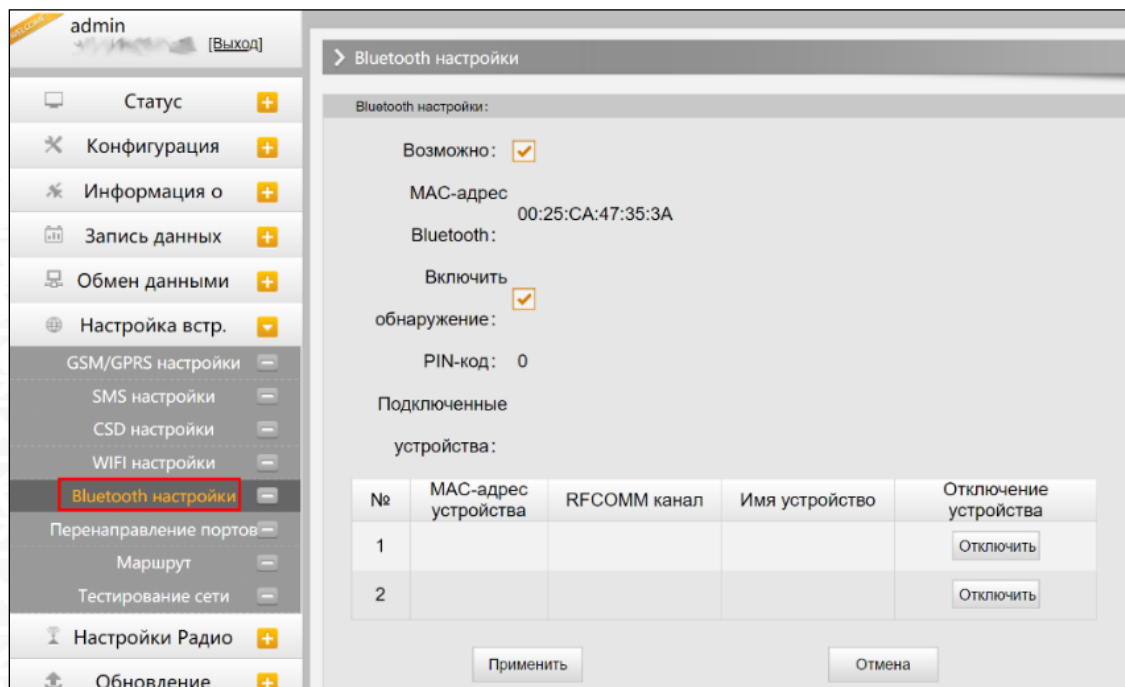 WELCOME
admin
[Выход]
Статус
Конфигурация
Информация о
Запись данных
Обмен данными
Настройка встр.
GSM/GPRS настройки
SMS настройки
CSD настройки
WIFI настройки
Bluetooth настройки
Перенаправление портов
Маршрут
Тестирование сети
Настройки Радио
Обновление
Bluetooth настройки
Bluetooth настройки:
Возможно:
MAC-адрес
Bluetooth:
00:25:CA:47:35:3A
Включить
обнаружение:
PIN-код: 0
Подключенные
устройства:
№ MAC-адрес устройства RFCOMM канал Имя устройство Отключение устройства
1 Отключить
2 Отключить
Применить Отмена